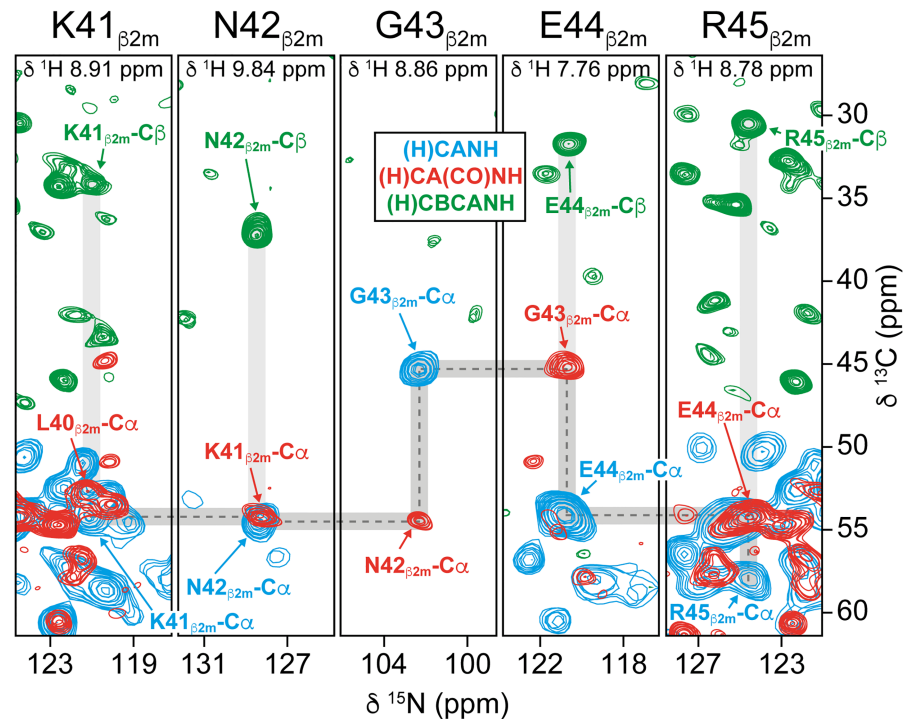 K41β2m N42β2m G43β2m E44β2m R45β2m
δ ¹H 8.91 ppm δ ¹H 9.84 ppm δ ¹H 8.86 ppm δ ¹H 7.76 ppm δ ¹H 8.78 ppm
K41β2m-Cβ
N42β2m-Cβ
(H)CANH
(H)CA(CO)NH
(H)CBCANH
E44β2m-Cβ
R45β2m-Cβ
G43β2m-Cα
G43β2m-Cα
L40β2m-Cα
K41β2m-Cα
E44β2m-Cα
E44β2m-Cα
N42β2m-Cα
N42β2m-Cα
K41β2m-Cα
R45β2m-Cα
30
35
40
45
50
55
60
δ ¹³C (ppm)
123 119 131 127 104 100 122 118 127 123
δ ¹⁵N (ppm)